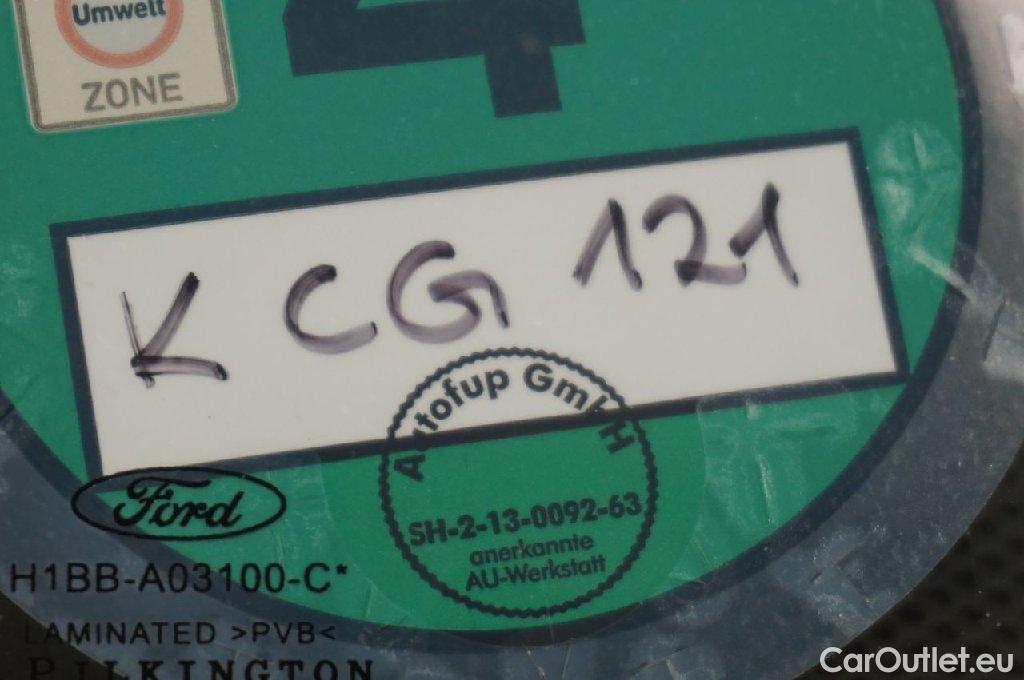 Umwelt
ZONE
4
K CG 121
Autofup GmbH
SH-2-13-0092-63
anerkannte
AU-Werkstatt
Ford
H1BB-A03100-C*
LAMINATED >PVB<
PILKINGTON
CarOutlet.eu